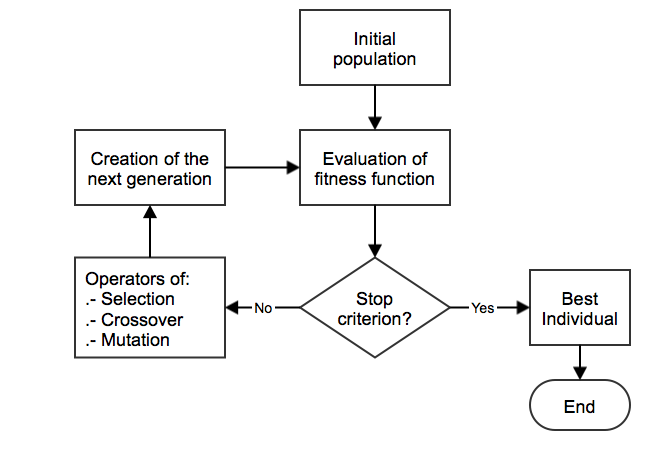 Initial
population
Creation of the
next generation
Evaluation of
fitness function
Operators of:
.- Selection
.- Crossover
.- Mutation
No
Stop
criterion?
Yes
Best
Individual
End